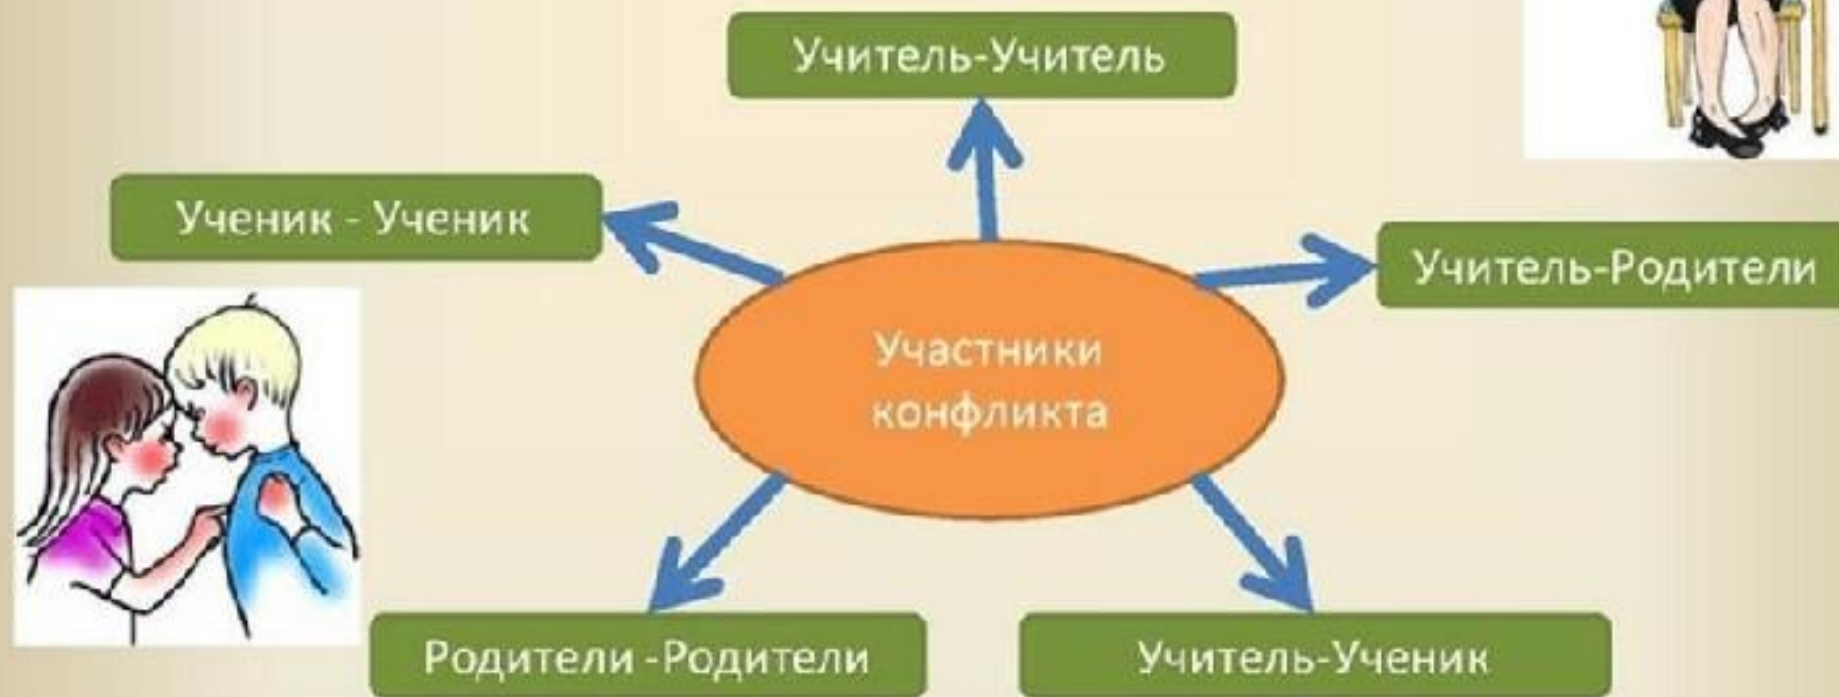 Учитель-Учитель
Ученик - Ученик
Учитель-Родители
Участники
конфликта
Родители -Родители
Учитель-Ученик